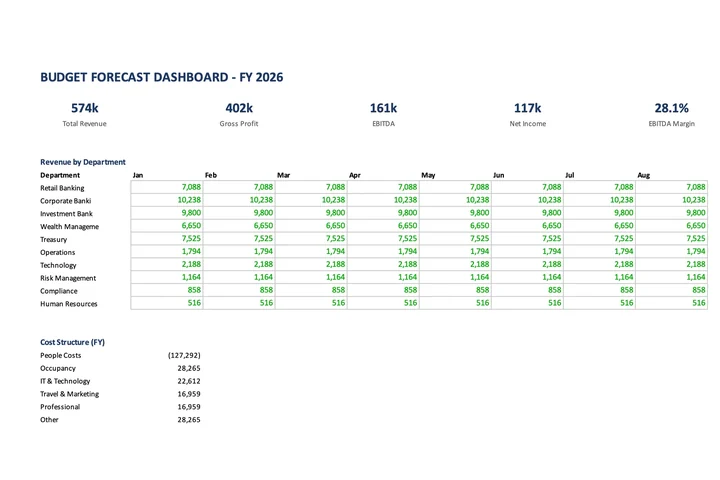 BUDGET FORECAST DASHBOARD - FY 2026
574k 402k 161k 117k 28.1%
Total Revenue Gross Profit EBITDA Net Income EBITDA Margin
Revenue by Department
Department Jan Feb Mar Apr May Jun Jul Aug
Retail Banking 7,088 7,088 7,088 7,088 7,088 7,088 7,088 7,088
Corporate Banki 10,238 10,238 10,238 10,238 10,238 10,238 10,238 10,238
Investment Bank 9,800 9,800 9,800 9,800 9,800 9,800 9,800 9,800
Wealth Manageme 6,650 6,650 6,650 6,650 6,650 6,650 6,650 6,650
Treasury 7,525 7,525 7,525 7,525 7,525 7,525 7,525 7,525
Operations 1,794 1,794 1,794 1,794 1,794 1,794 1,794 1,794
Technology 2,188 2,188 2,188 2,188 2,188 2,188 2,188 2,188
Risk Management 1,164 1,164 1,164 1,164 1,164 1,164 1,164 1,164
Compliance 858 858 858 858 858 858 858 858
Human Resources 516 516 516 516 516 516 516 516
Cost Structure (FY)
People Costs (127,292)
Occupancy 28,265
IT & Technology 22,612
Travel & Marketing 16,959
Professional 16,959
Other 28,265